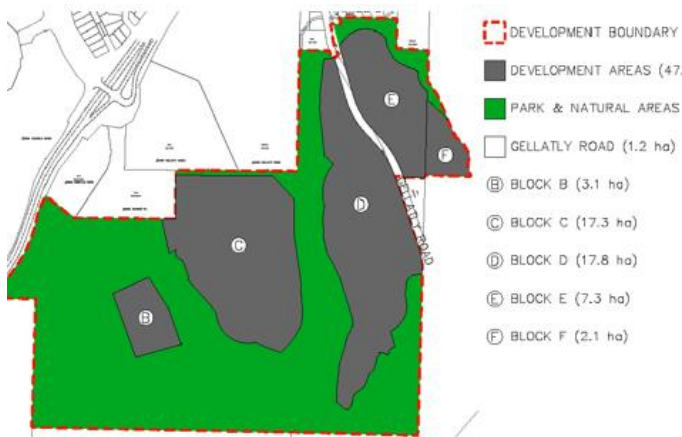 DEVELOPMENT BOUNDARY
DEVELOPMENT AREAS (47.
PARK & NATURAL AREAS
GELLATLY ROAD (1.2 ha)
B BLOCK B (3.1 ha)
C BLOCK C (17.3 ha)
D BLOCK D (17.8 ha)
E BLOCK E (7.3 ha)
F BLOCK F (2.1 ha)
E
F
D
C
B
GELLATLY ROAD